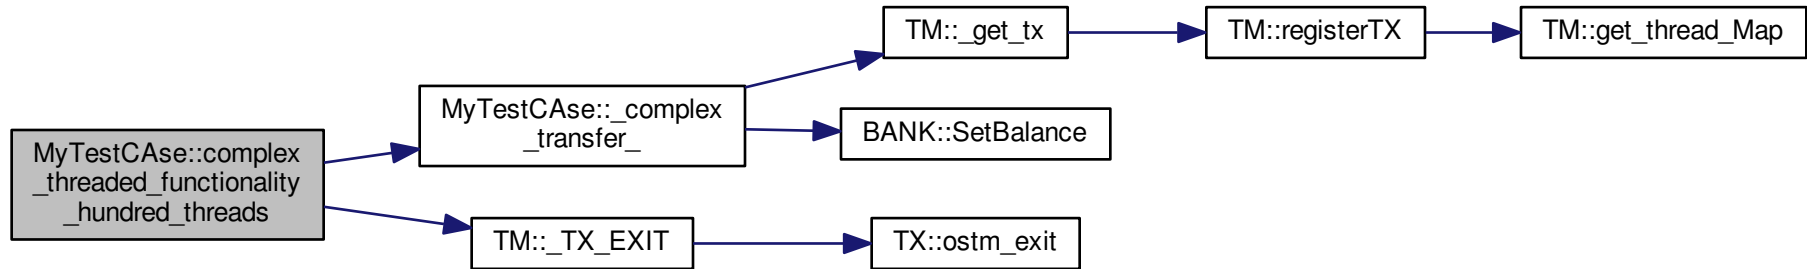 MyTestCAse::complex
_threaded_functionality
_hundred_threads
MyTestCAse::_complex
_transfer_
TM::_get_tx
TM::registerTX
TM::get_thread_Map
BANK::SetBalance
TM::_TX_EXIT
TX::ostm_exit